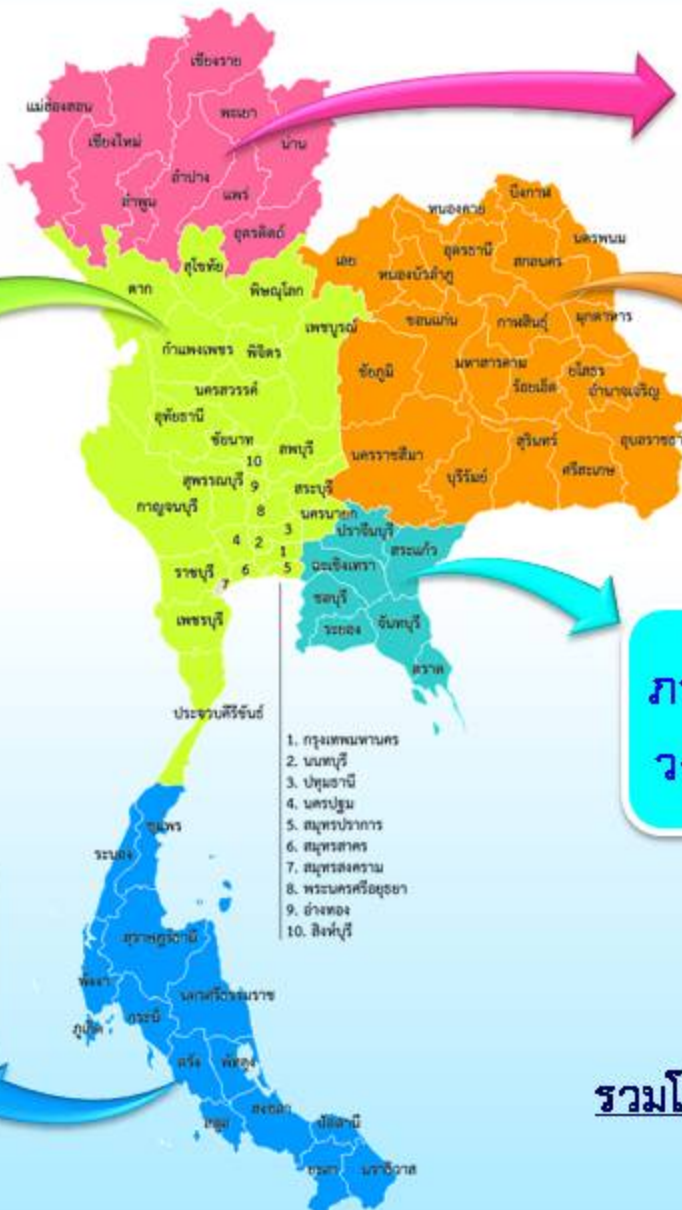 เชียงราย
แม่ฮ่องสอน
พะเยา
เชียงใหม่
น่าน
ลำปาง
แพร่
ลำพูน
อุตรดิตถ์
บึงกาฬ
หนองคาย
นครพนม
อุดรธานี
สกลนคร
เลย
หนองบัวลำภู
สุโขทัย
ตาก
พิษณุโลก
เพชรบูรณ์
ขอนแก่น
กาฬสินธุ์
มุกดาหาร
กำแพงเพชร
พิจิตร
ชัยภูมิ
มหาสารคาม
ยโสธร
ร้อยเอ็ด
อำนาจเจริญ
นครสวรรค์
อุทัยธานี
ชัยนาท
ลพบุรี
นครราชสีมา
บุรีรัมย์
สุรินทร์
ศรีสะเกษ
อุบลราชธา
10
สุพรรณบุรี
9
สระบุรี
กาญจนบุรี
8
นครนายก
ปราจีนบุรี
3
4
2
สระแก้ว
1
ฉะเชิงเทรา
ราชบุรี
6
5
7
ชลบุรี
เพชรบุรี
ระยอง
จันทบุรี
ตราด
ประจวบคีรีขันธ์
ภา
1. กรุงเทพมหานคร
2. นนทบุรี
3. ปทุมธานี
4. นครปฐม
5. สมุทรปราการ
6. สมุทรสาคร
7. สมุทรสงคราม
8. พระนครศรีอยุธยา
9. อ่างทอง
10. สิงห์บุรี
ชุมพร
ระนอง
สุราษฎร์ธานี
พังงา
นครศรีธรรมราช
ภูเก็ต
กระบี่
ตรัง
พัทลุง
สงขลา
สตูล
ปัตตานี
ยะลา
นราธิวาส